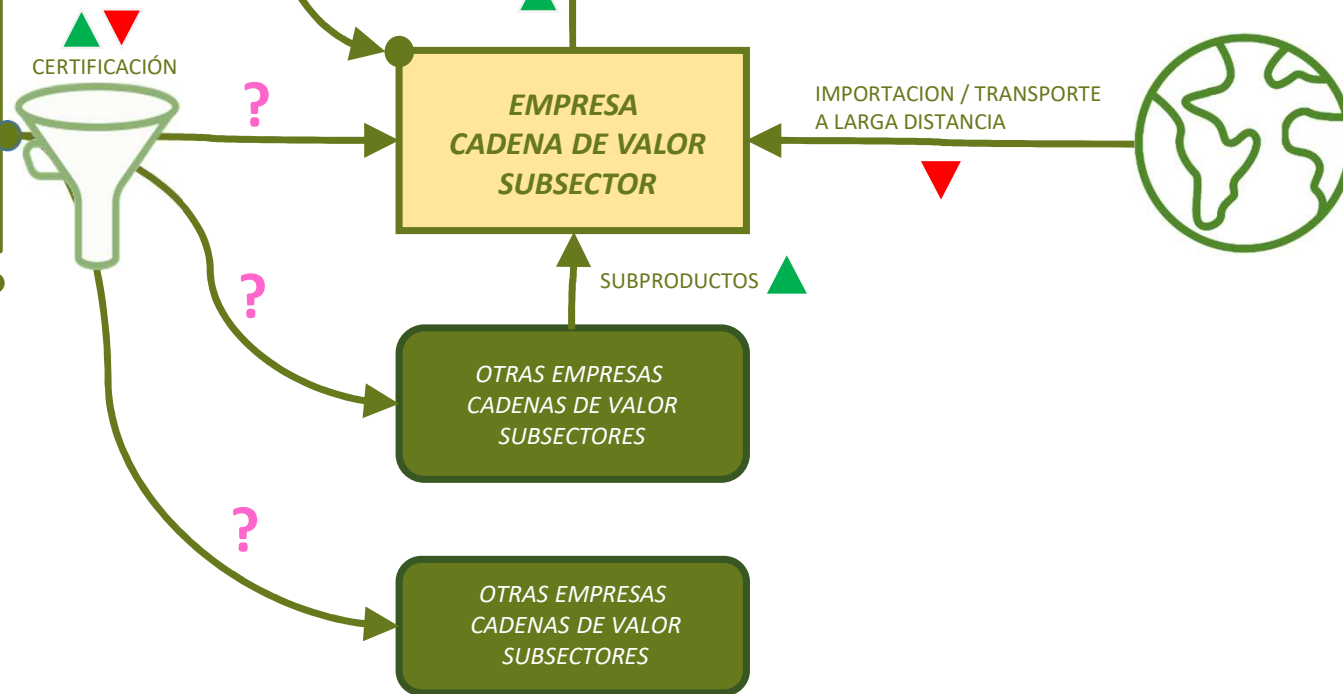 CERTIFICACIÓN
?
EMPRESA
CADENA DE VALOR
SUBSECTOR
IMPORTACION / TRANSPORTE
A LARGA DISTANCIA
?
SUBPRODUCTOS
OTRAS EMPRESAS
CADENAS DE VALOR
SUBSECTORES
?
OTRAS EMPRESAS
CADENAS DE VALOR
SUBSECTORES